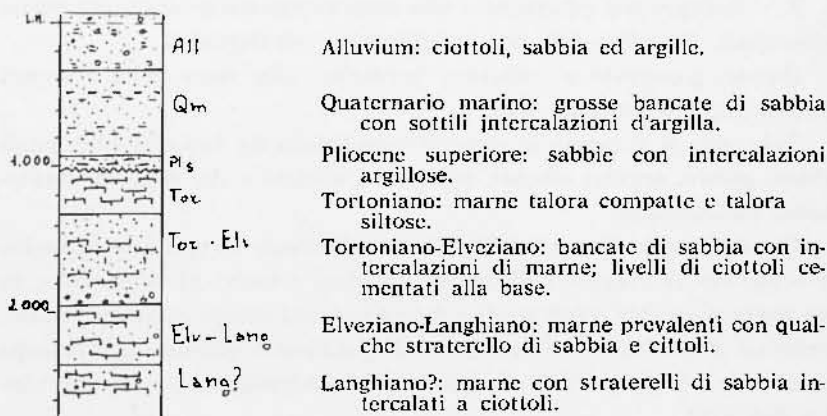 l.m.
All
Alluvium: ciottoli, sabbia ed argille.
Qm
Quaternario marino: grosse bancate di sabbia
con sottili intercalazioni d'argilla.
1.000
Pls
Pliocene superiore: sabbie con intercalazioni
argillose.
Tor
Tortoniano: marne talora compatte e talora
siltose.
Tor-Elv
Tortoniano-Elveziano: bancate di sabbia con in-
tercalazioni di marne; livelli di ciottoli ce-
mentati alla base.
2.000
Elv-Lang
Elveziano-Langhiano: marne prevalenti con qual-
che straterello di sabbia e cittoli.
Lang?
Langhiano?: marne con straterelli di sabbia in-
tercalati a ciottoli.